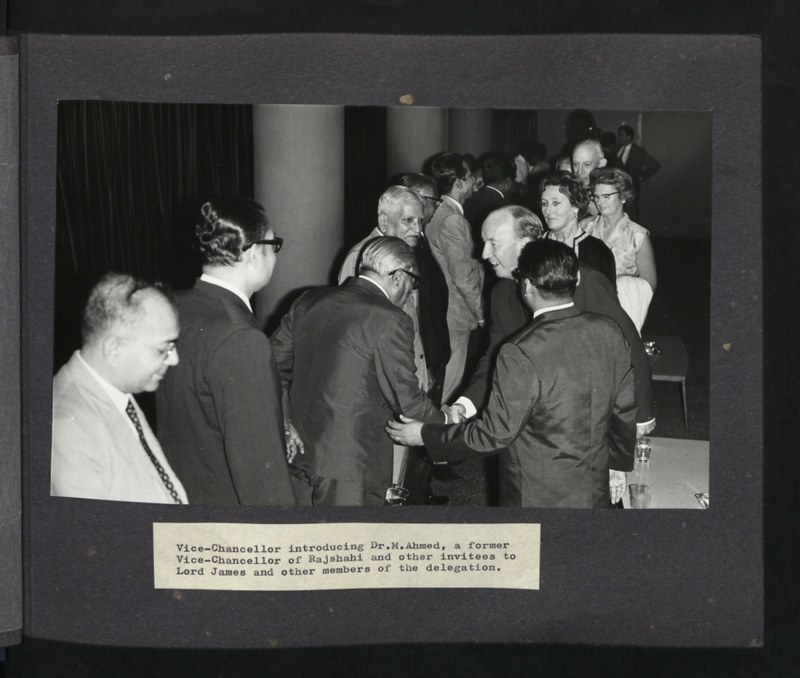 Vice-Chancellor introducing Dr.M.Ahmed, a former
Vice-Chancellor of Rajshahi and other invitees to
Lord James and other members of the delegation.